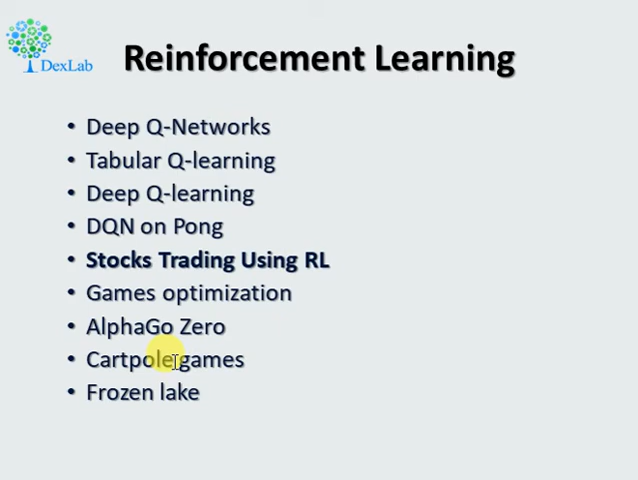 DexLab
Reinforcement Learning
• Deep Q-Networks
• Tabular Q-learning
• Deep Q-learning
• DQN on Pong
• Stocks Trading Using RL
• Games optimization
• AlphaGo Zero
• Cartpole games
• Frozen lake